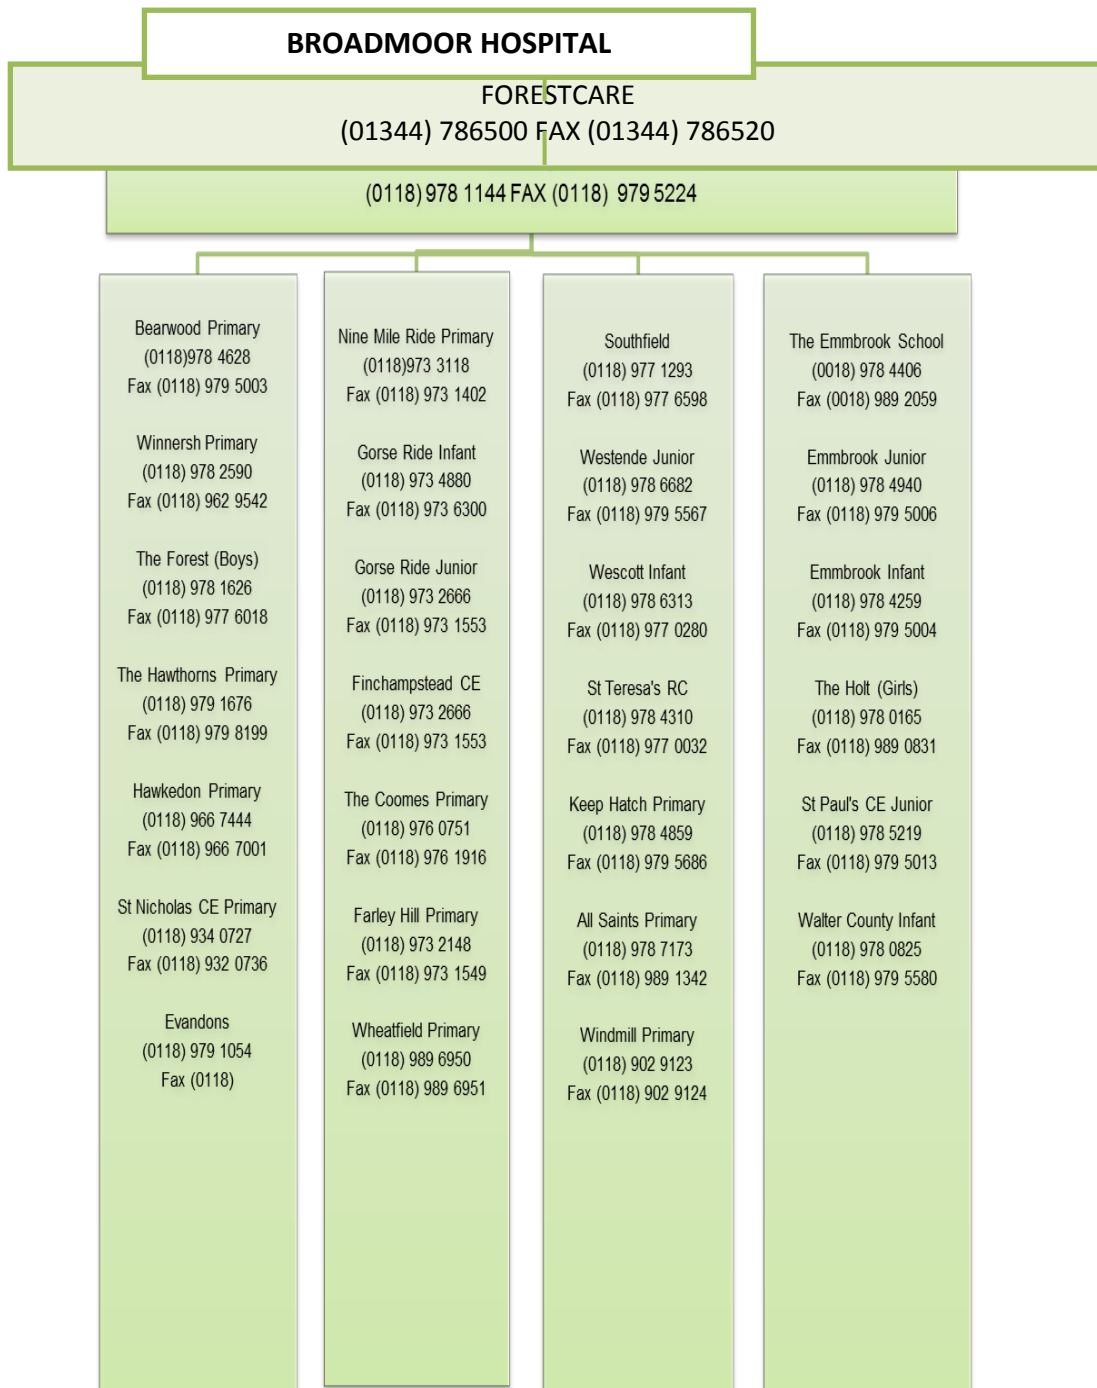 BROADMOOR HOSPITAL
FORESTCARE
(01344) 786500 FAX (01344) 786520
(0118) 978 1144 FAX (0118) 979 5224
Bearwood Primary
(0118)978 4628
Fax (0118) 979 5003
Winnersh Primary
(0118) 978 2590
Fax (0118) 962 9542
The Forest (Boys)
(0118) 978 1626
Fax (0118) 977 6018
The Hawthorns Primary
(0118) 979 1676
Fax (0118) 979 8199
Hawkedon Primary
(0118) 966 7444
Fax (0118) 966 7001
St Nicholas CE Primary
(0118) 934 0727
Fax (0118) 932 0736
Evandons
(0118) 979 1054
Fax (0118)
Nine Mile Ride Primary
(0118)973 3118
Fax (0118) 973 1402
Gorse Ride Infant
(0118) 973 4880
Fax (0118) 973 6300
Gorse Ride Junior
(0118) 973 2666
Fax (0118) 973 1553
Finchampstead CE
(0118) 973 2666
Fax (0118) 973 1553
The Coomes Primary
(0118) 976 0751
Fax (0118) 976 1916
Farley Hill Primary
(0118) 973 2148
Fax (0118) 973 1549
Wheatfield Primary
(0118) 989 6950
Fax (0118) 989 6951
Southfield
(0118) 977 1293
Fax (0118) 977 6598
Westende Junior
(0118) 978 6682
Fax (0118) 979 5567
Wescott Infant
(0118) 978 6313
Fax (0118) 977 0280
St Teresa's RC
(0118) 978 4310
Fax (0118) 977 0032
Keep Hatch Primary
(0118) 978 4859
Fax (0118) 979 5686
All Saints Primary
(0118) 978 7173
Fax (0118) 989 1342
Windmill Primary
(0118) 902 9123
Fax (0118) 902 9124
The Emmbrook School
(0018) 978 4406
Fax (0018) 989 2059
Emmbrook Junior
(0118) 978 4940
Fax (0118) 979 5006
Emmbrook Infant
(0118) 978 4259
Fax (0118) 979 5004
The Holt (Girls)
(0118) 978 0165
Fax (0118) 989 0831
St Paul's CE Junior
(0118) 978 5219
Fax (0118) 979 5013
Walter County Infant
(0118) 978 0825
Fax (0118) 979 5580